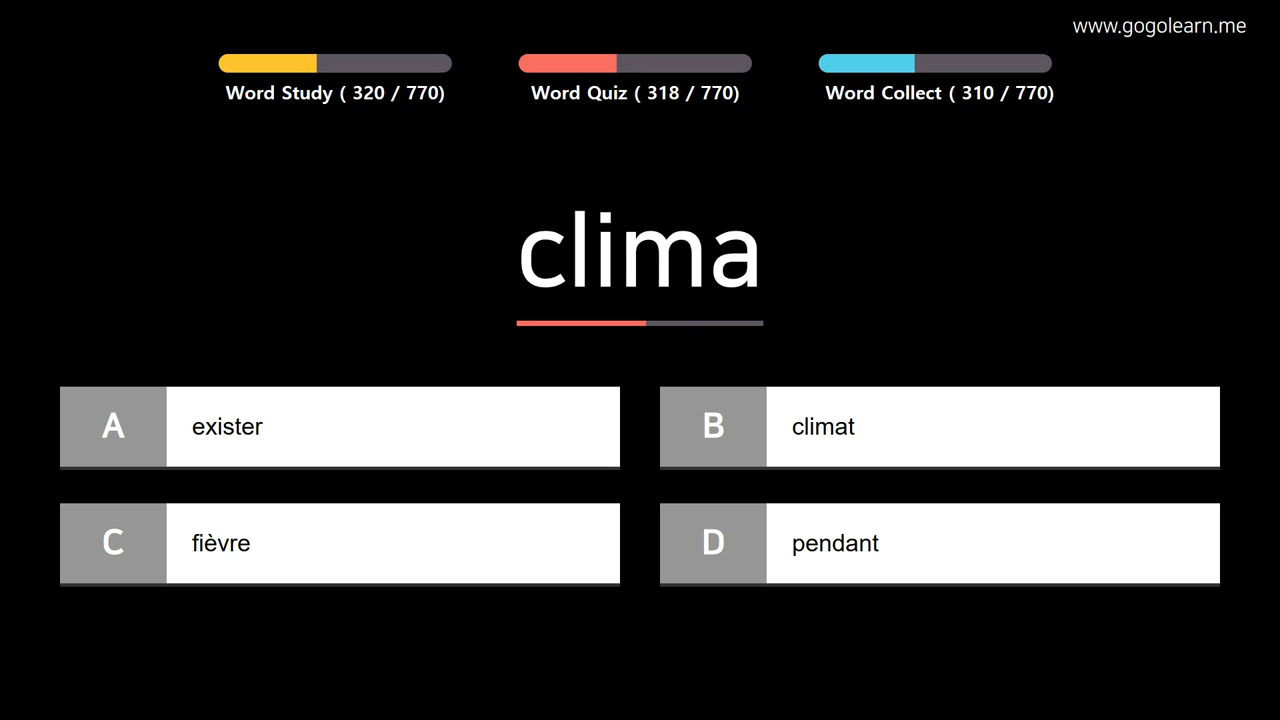 www.gogolearn.me
Word Study ( 320 / 770)
Word Quiz ( 318 / 770)
Word Collect ( 310 / 770)
clima
A exister
B climat
C fièvre
D pendant